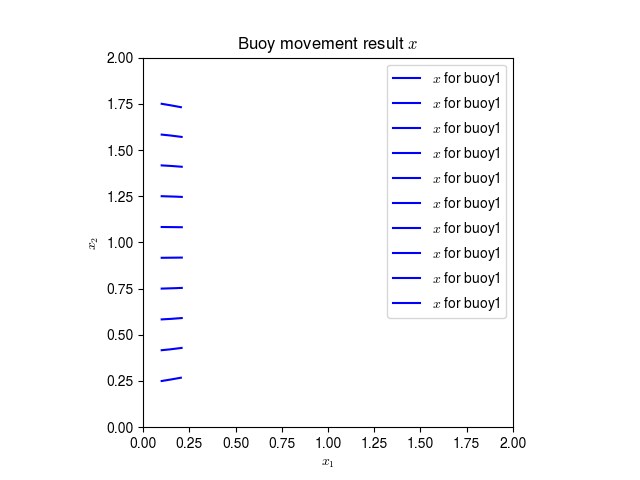 Buoy movement result x
2.00
1.75
1.50
1.25
1.00
0.75
0.50
0.25
0.00
x₂
x for buoy1
x for buoy1
x for buoy1
x for buoy1
x for buoy1
x for buoy1
x for buoy1
x for buoy1
x for buoy1
x for buoy1
0.00 0.25 0.50 0.75 1.00 1.25 1.50 1.75 2.00
x₁